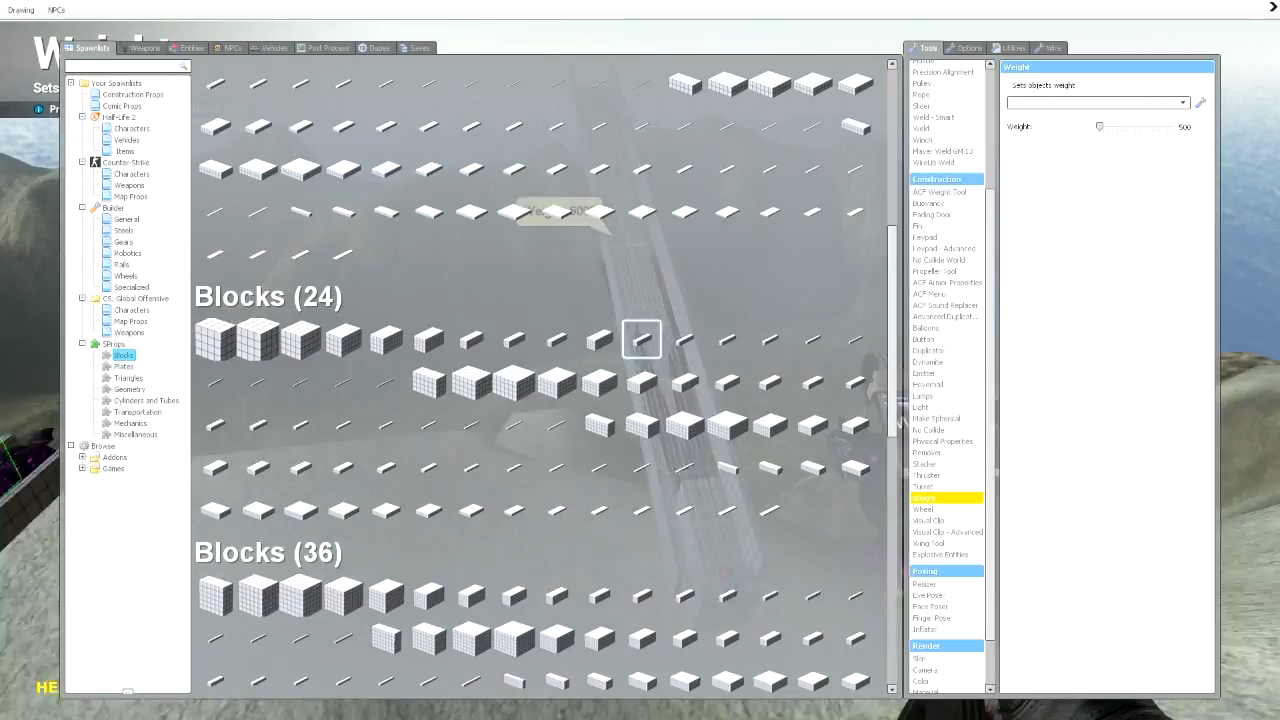 Drawing NPCs
Spawnlists Weapons Entities NPCs Vehicles Post Process Dupes Saves
Tools Options Utilities Wire
Your Spawnlists
Construction Props
Comic Props
Half-Life 2
Characters
Vehicles
Items
Counter-Strike
Characters
Weapons
Map Props
Builder
General
Steels
Gears
Robotics
Rails
Wheels
Specialized
CS: Global Offensive
Characters
Map Props
Weapons
SProps
Blocks
Plates
Triangles
Geometry
Cylinders and Tubes
Transportation
Mechanics
Miscellaneous
Browse
Addons
Games
Sets
HE
Blocks (24)
Blocks (36)
Muscle
Precision Alignment
Pulley
Rope
Slider
Weld - Smart
Weld
Winch
Player Weld GM 13
WireLib Weld
Construction
ACF Weight Tool
Buoyancy
Fading Door
Fin
Keypad
Keypad - Advanced
No Collide World
Propeller Tool
ACF Armor Properties
ACF Menu
ACF Sound Replacer
Advanced Duplicat...
Balloons
Button
Duplicator
Dynamite
Emitter
Hoverball
Lamps
Light
Make Spherical
No Collide
Physical Properties
Remover
Stacker
Thruster
Turret
Weight
Wheel
Visual Clip
Visual Clip - Advanced
Wing Tool
Explosive Entities
Posing
Resizer
Eye Poser
Face Poser
Finger Poser
Inflator
Render
Skin
Camera
Color
Material
Weight
Sets objects weight
Weight: 500